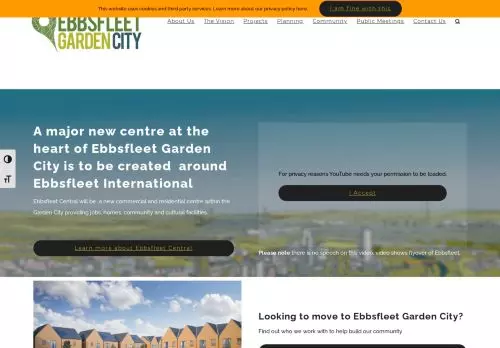 This website uses cookies and third party services. Learn more about our privacy policy here.
I am fine with this
EBBSFLEET
GARDEN CITY
About Us The Vision Projects Planning Community Public Meetings Contact Us
A major new centre at the
heart of Ebbsfleet Garden
City is to be created around
Ebbsfleet International
Ebbsfleet Central will be a new commercial and residential centre within the
Garden City providing jobs, homes, community and cultural facilities.
Learn more about Ebbsfleet Central
For privacy reasons YouTube needs your permission to be loaded.
I Accept
Please note there is no speech on this video, video shows flyover of Ebbsfleet.
Looking to move to Ebbsfleet Garden City?
Find out who we work with to help build our community